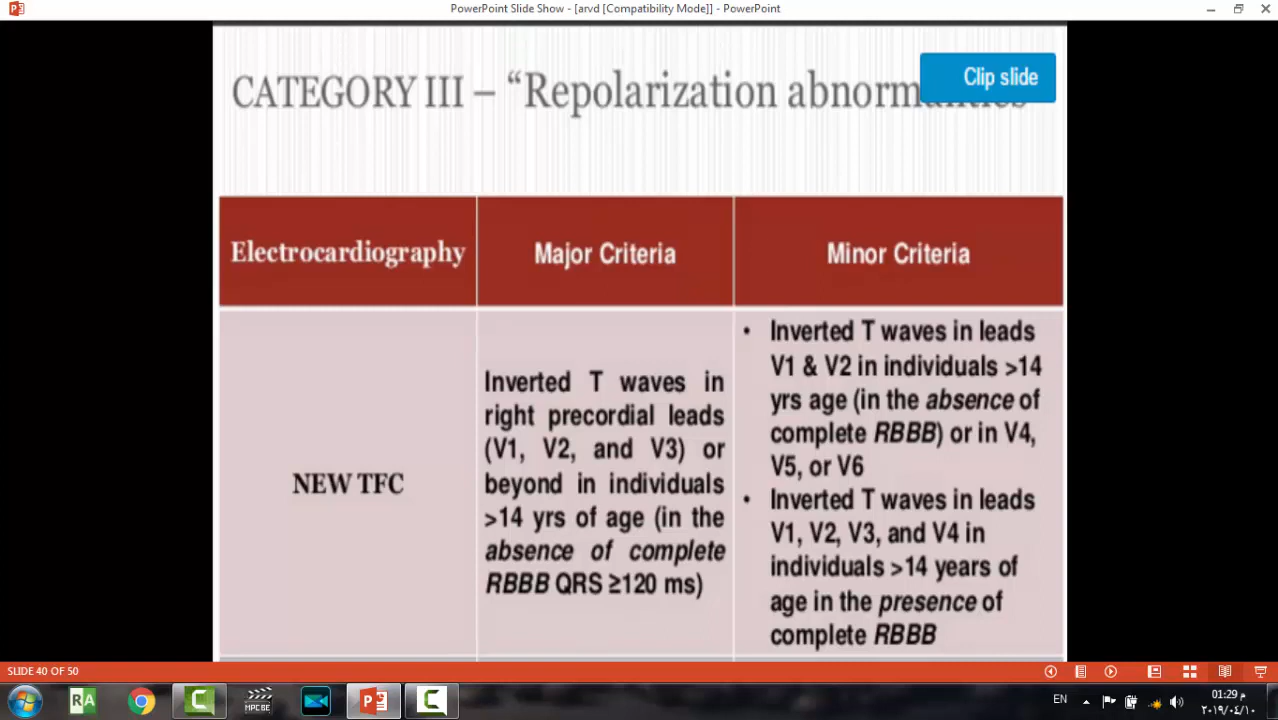 PowerPoint Slide Show - [arvd [Compatibility Mode]] - PowerPoint
CATEGORY III – “Repolarization
Clip slide
Electrocardiography
Major Criteria
Minor Criteria
NEW TFC
Inverted T waves in
right precordial leads
(V1, V2, and V3) or
beyond in individuals
>14 yrs of age (in the
absence of complete
RBBB QRS ≥120 ms)
• Inverted T waves in leads
V1 & V2 in individuals >14
yrs age (in the absence of
complete RBBB) or in V4,
V5, or V6
• Inverted T waves in leads
V1, V2, V3, and V4 in
individuals >14 years of
age in the presence of
complete RBBB
SLIDE 40 OF 50
RA
MPC BE
EN
01:29 م
٢٠١٩/٠٤/١٠